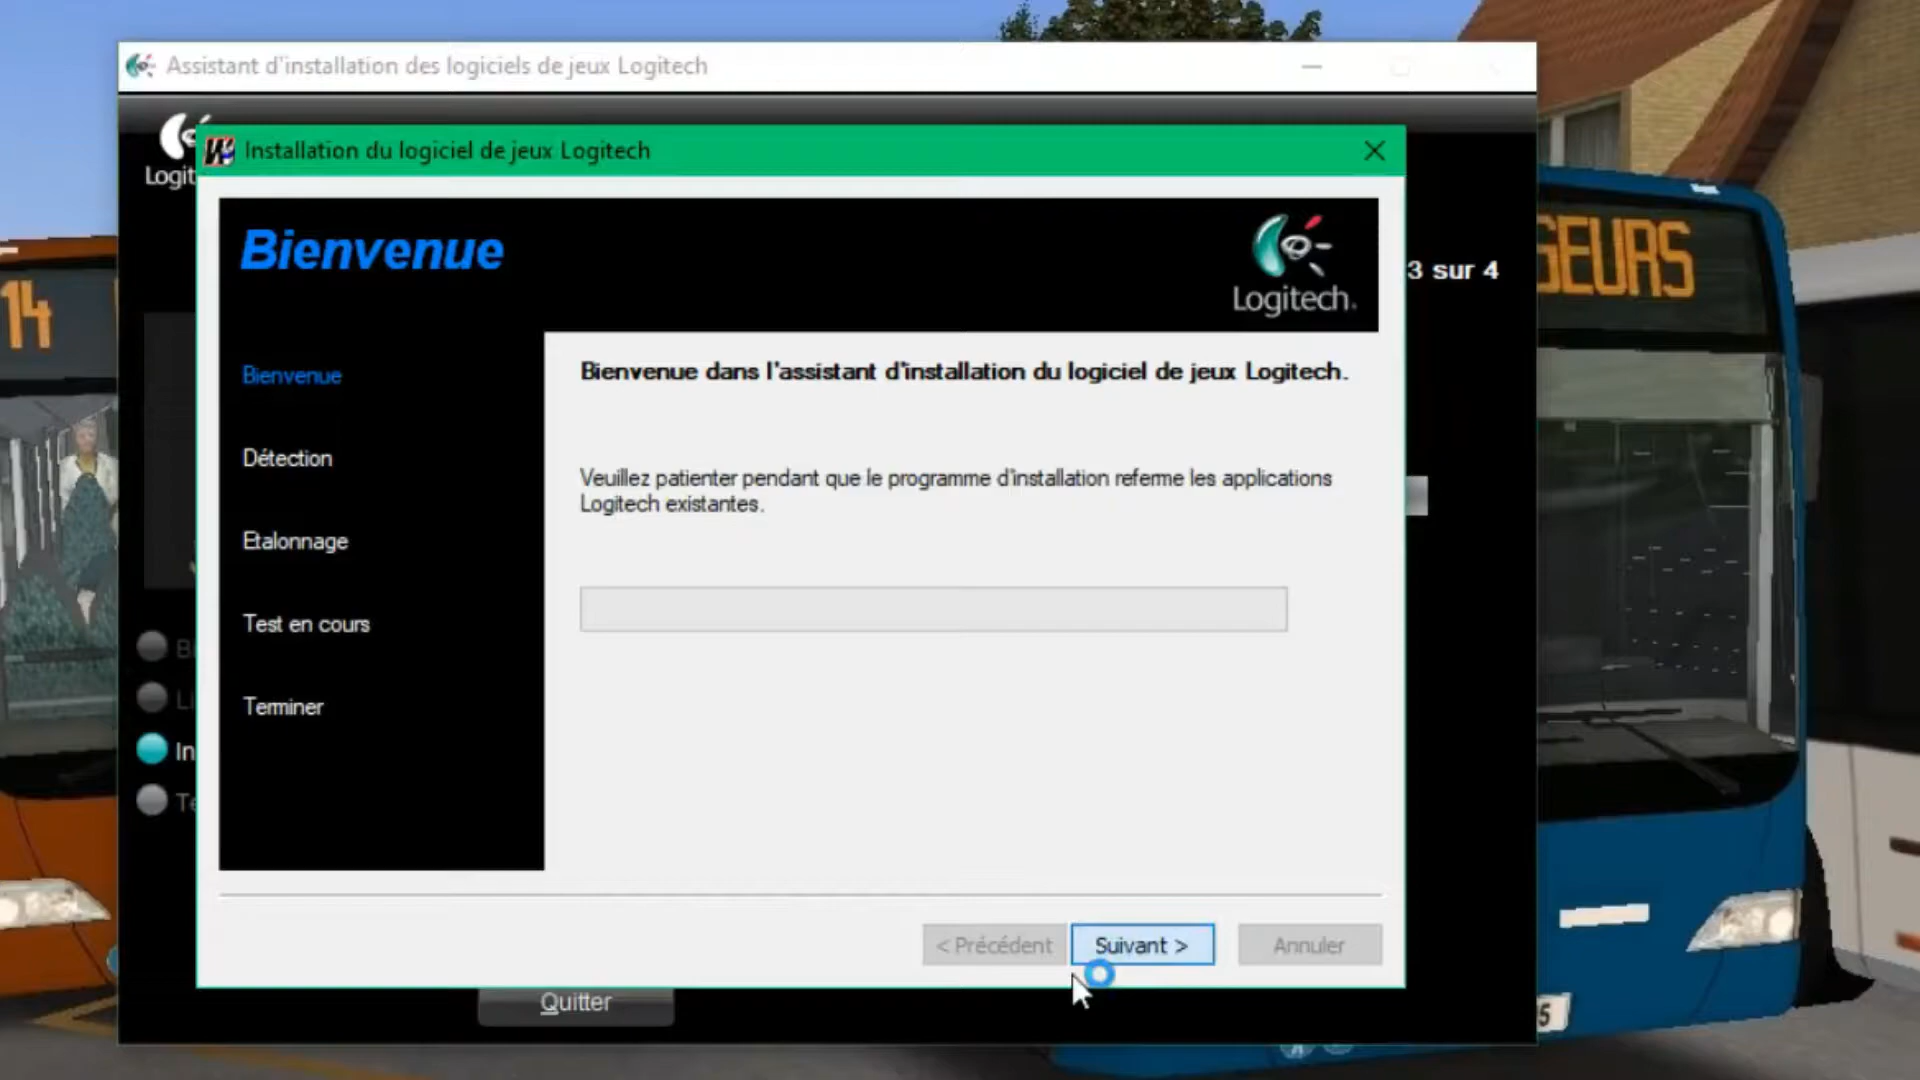 Assistant d'installation des logiciels de jeux Logitech
Installation du logiciel de jeux Logitech
Bienvenue
Logitech.
3 sur 4
SEURS
14
Bienvenue
Bienvenue dans l'assistant d'installation du logiciel de jeux Logitech.
Détection
Veuillez patienter pendant que le programme d'installation referme les applications
Logitech existantes.
Etalonnage
Test en cours
Terminer
< Précédent
Suivant >
Annuler
Quitter